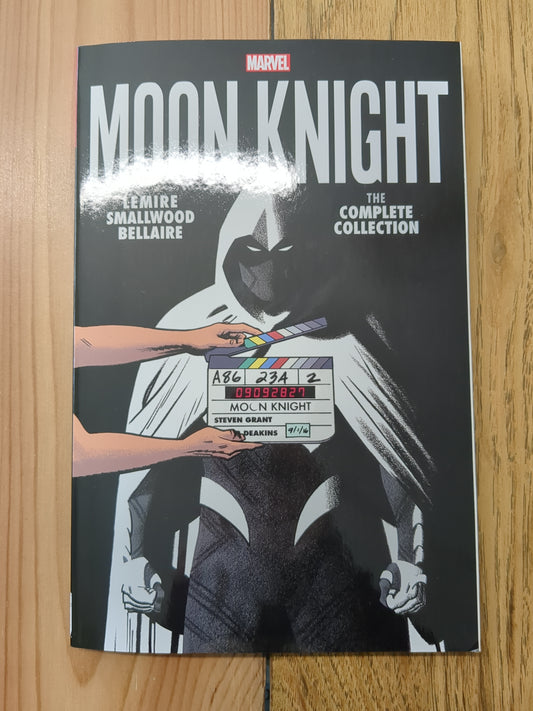 MARVEL
MOON KNIGHT
LEMIRE
SMALLWOOD
BELLAIRE
THE
COMPLETE
COLLECTION
A86 23A 2
09092827
MOON KNIGHT
STEVEN GRANT
DEAKINS 9/1/6